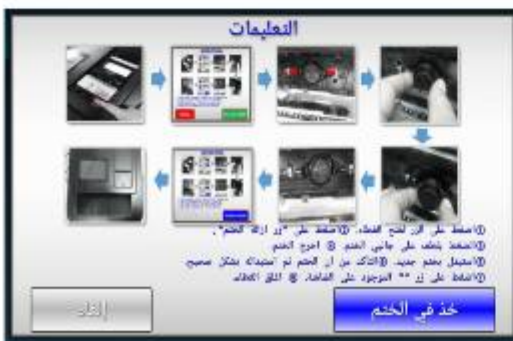 التعليمات
①اضغط على الزر لفتح الغطاء. ②اضغط على "زر ازالة الختم".
③اضغط بلطف على جانبي الختم. ④ اخرج الختم
⑤استبدل بختم جديد. ⑥التأكد من ان الختم تم استبداله بشكل صحيح.
⑦اضغط على زر "" الموجود على الشاشة. ⑧ اغلق الغطاء.
إلغاء
خذ في الختم